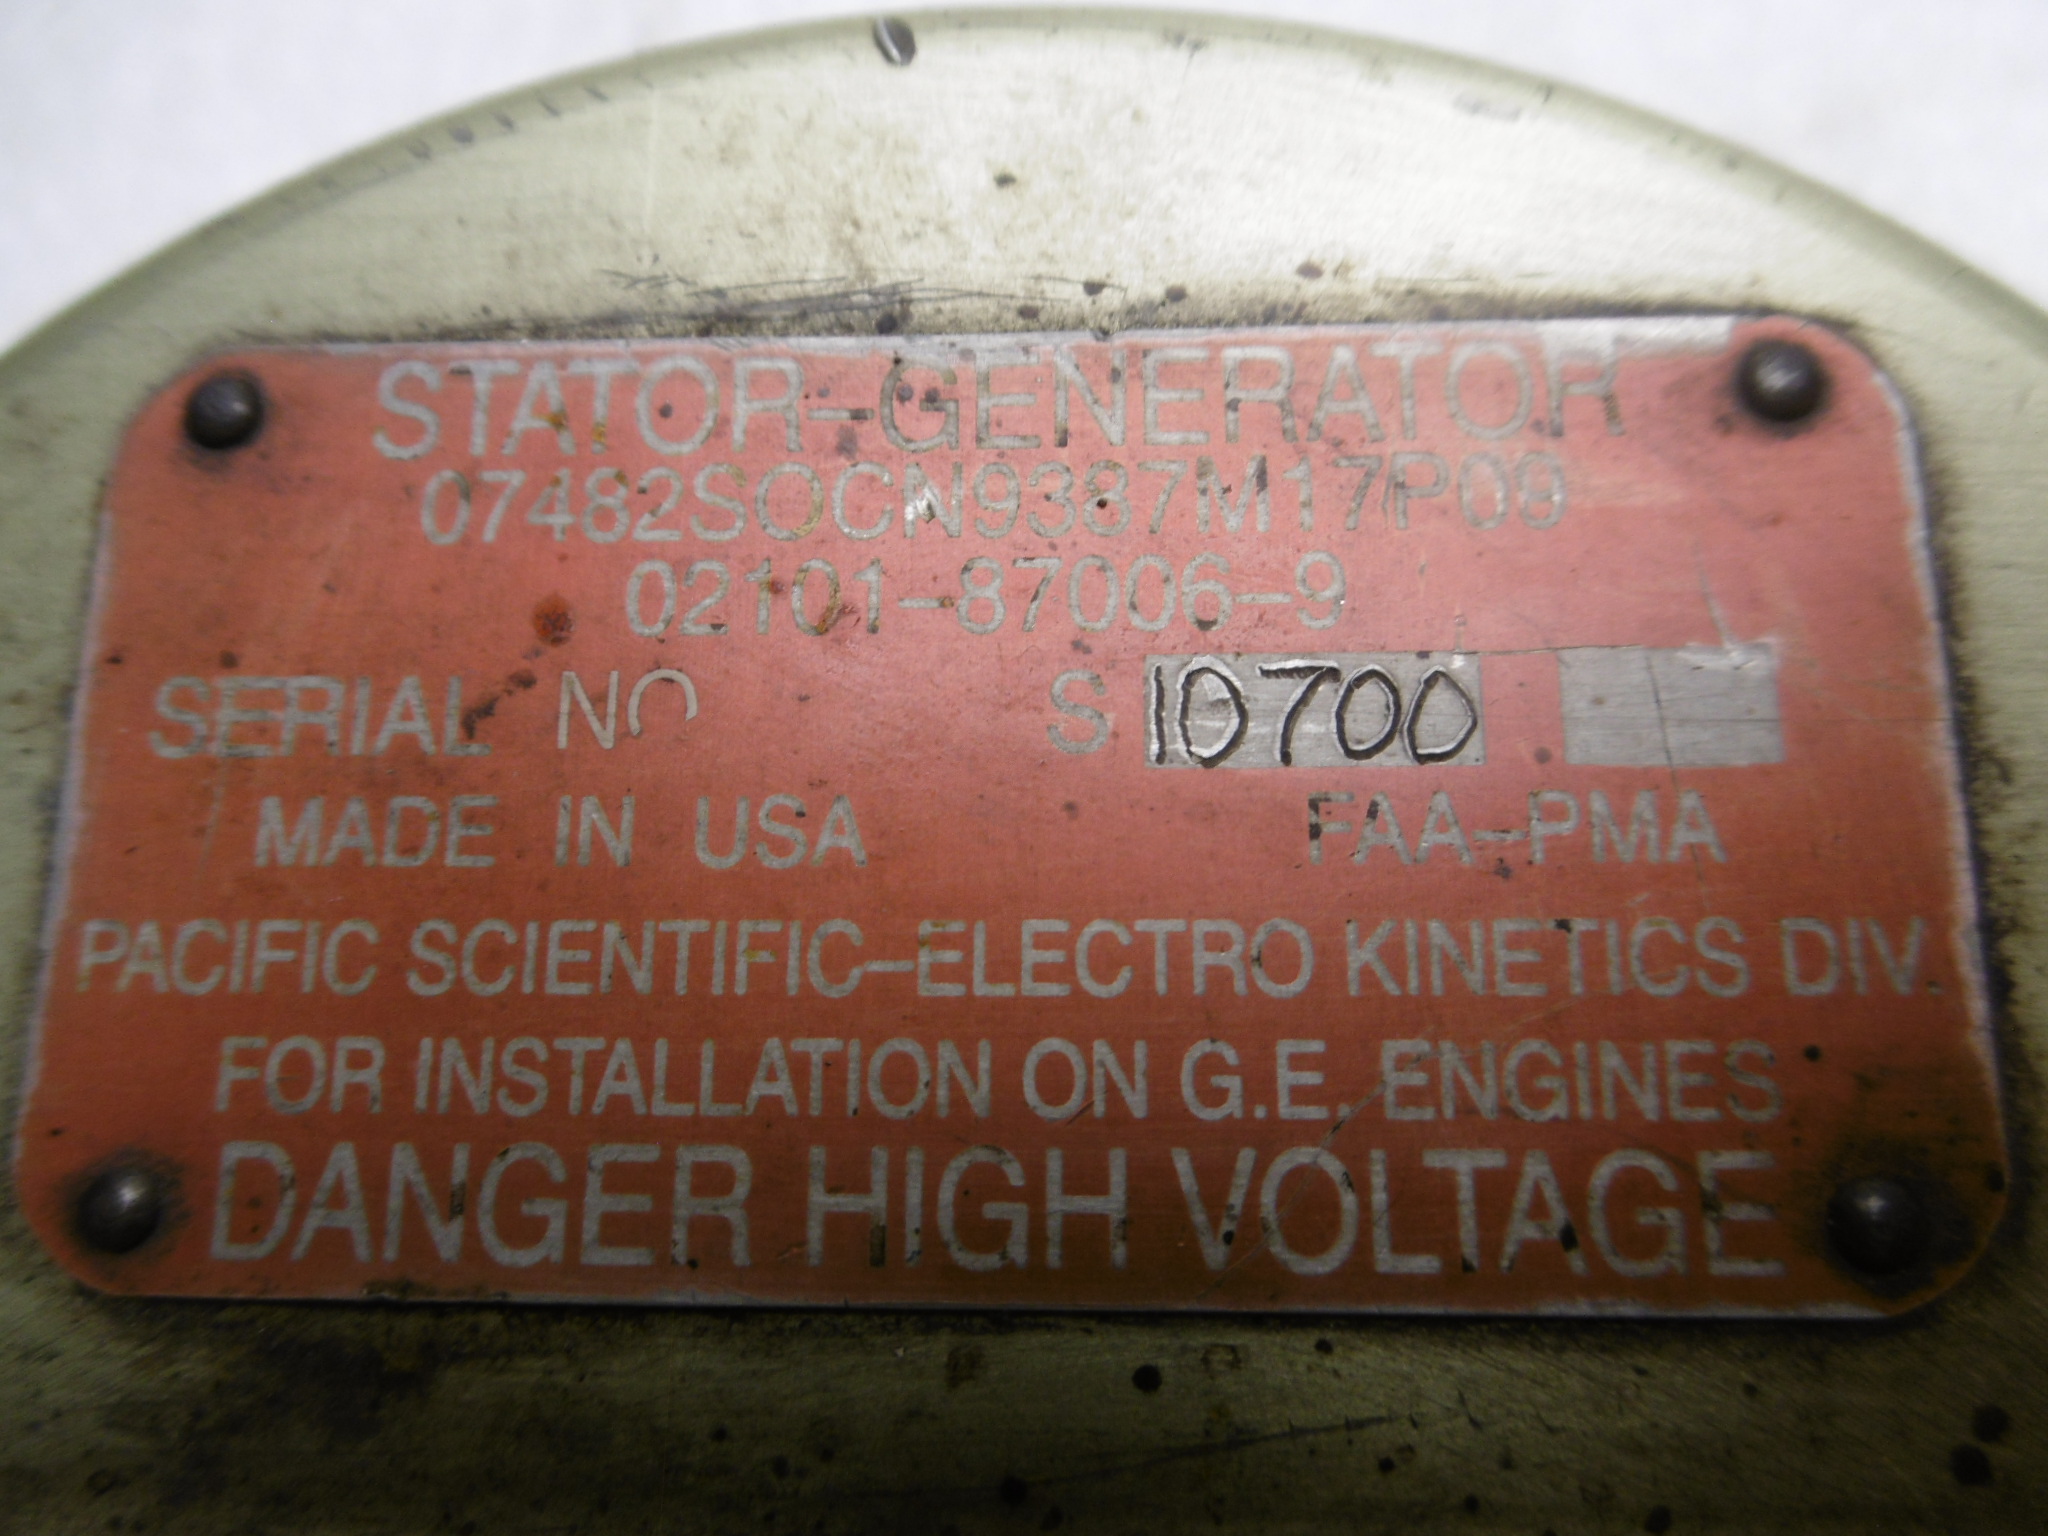 STATOR-GENERATOR
07482SOCN9387M17P09
02101-87006-9
SERIAL NO S 10700
MADE IN USA FAA-PMA
PACIFIC SCIENTIFIC-ELECTRO KINETICS DIV.
FOR INSTALLATION ON G.E. ENGINES
DANGER HIGH VOLTAGE